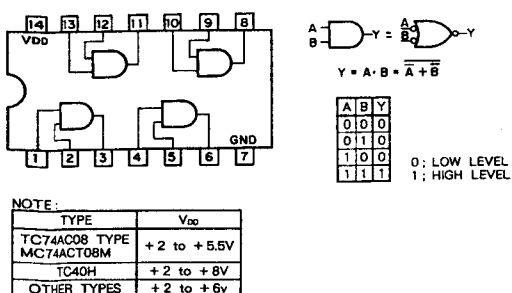 14 13 12 11 10 9 8
VDD
GND
1 2 3 4 5 6 7
A
B
Y = A B Y
Y = A · B = A + B
A B Y
0 0 0
0 1 0
1 0 0
1 1 1
0 ; LOW LEVEL
1 ; HIGH LEVEL
NOTE:
TYPE VDD
TC74AC08 TYPE
MC74ACT08M
+ 2 to + 5.5V
TC40H + 2 to + 8V
OTHER TYPES + 2 to + 6v